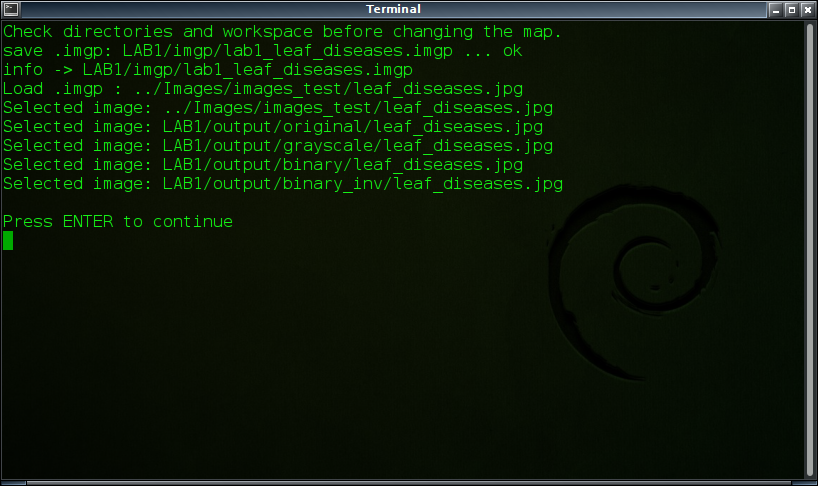 Terminal
Check directories and workspace before changing the map.
save .imgp: LAB1/imgp/lab1_leaf_diseases.imgp ... ok
info -> LAB1/imgp/lab1_leaf_diseases.imgp
Load .imgp : ../Images/images_test/leaf_diseases.jpg
Selected image: ../Images/images_test/leaf_diseases.jpg
Selected image: LAB1/output/original/leaf_diseases.jpg
Selected image: LAB1/output/grayscale/leaf_diseases.jpg
Selected image: LAB1/output/binary/leaf_diseases.jpg
Selected image: LAB1/output/binary_inv/leaf_diseases.jpg
Press ENTER to continue